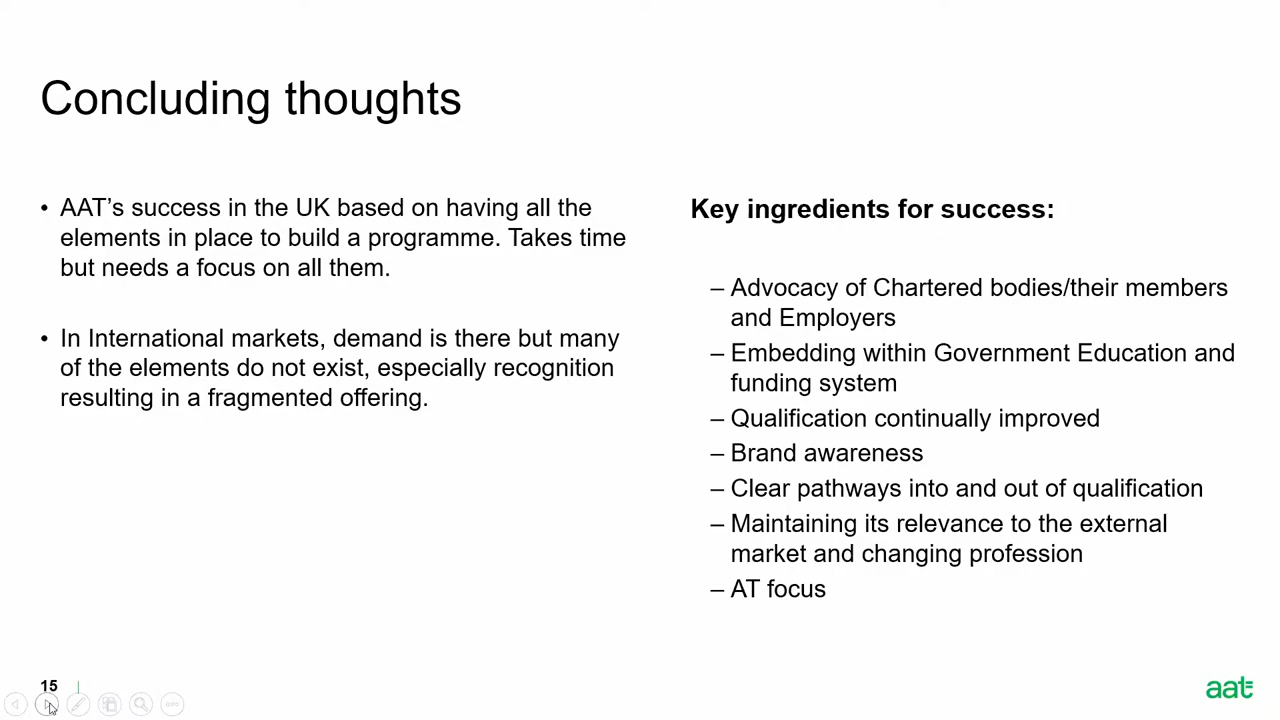 Concluding thoughts
• AAT’s success in the UK based on having all the
elements in place to build a programme. Takes time
but needs a focus on all them.
• In International markets, demand is there but many
of the elements do not exist, especially recognition
resulting in a fragmented offering.
Key ingredients for success:
– Advocacy of Chartered bodies/their members
and Employers
– Embedding within Government Education and
funding system
– Qualification continually improved
– Brand awareness
– Clear pathways into and out of qualification
– Maintaining its relevance to the external
market and changing profession
– AT focus
15
aat